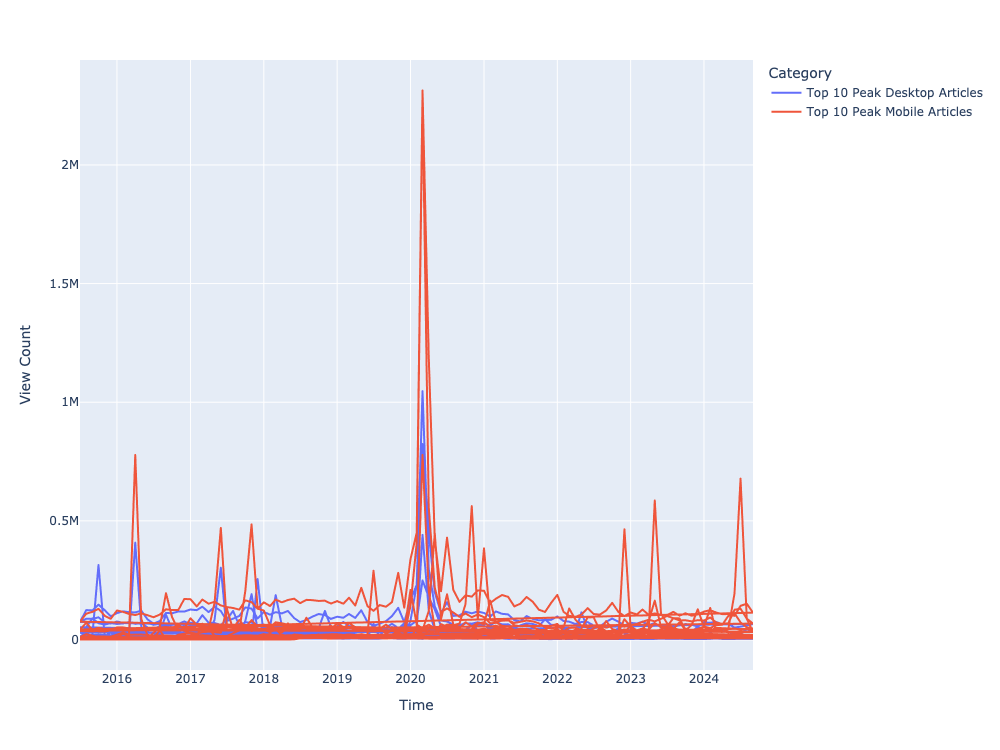 Category
Top 10 Peak Desktop Articles
Top 10 Peak Mobile Articles
View Count
2M
1.5M
1M
0.5M
0
2016 2017 2018 2019 2020 2021 2022 2023 2024
Time